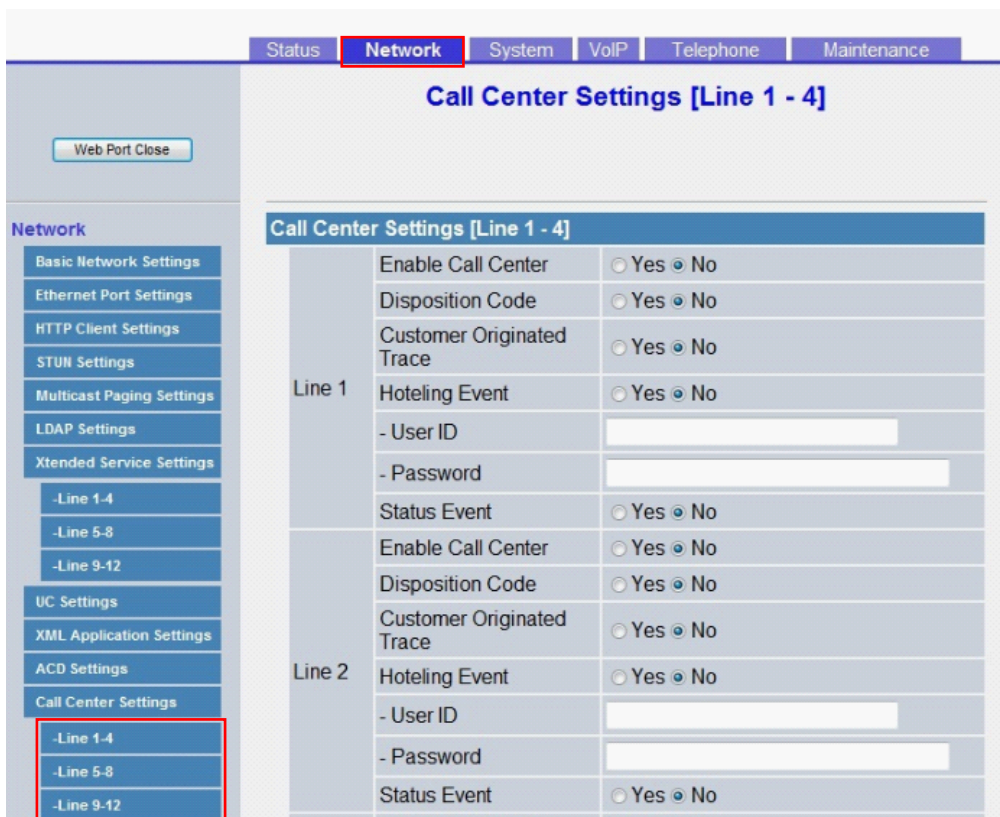 Status Network System VoIP Telephone Maintenance
Call Center Settings [Line 1 - 4]
Web Port Close
Network
Basic Network Settings
Ethernet Port Settings
HTTP Client Settings
STUN Settings
Multicast Paging Settings
LDAP Settings
Xtended Service Settings
-Line 1-4
-Line 5-8
-Line 9-12
UC Settings
XML Application Settings
ACD Settings
Call Center Settings
-Line 1-4
-Line 5-8
-Line 9-12
Call Center Settings [Line 1 - 4]
Line 1
Enable Call Center Yes No
Disposition Code Yes No
Customer Originated
Trace Yes No
Hoteling Event Yes No
- User ID
- Password
Status Event Yes No
Line 2
Enable Call Center Yes No
Disposition Code Yes No
Customer Originated
Trace Yes No
Hoteling Event Yes No
- User ID
- Password
Status Event Yes No